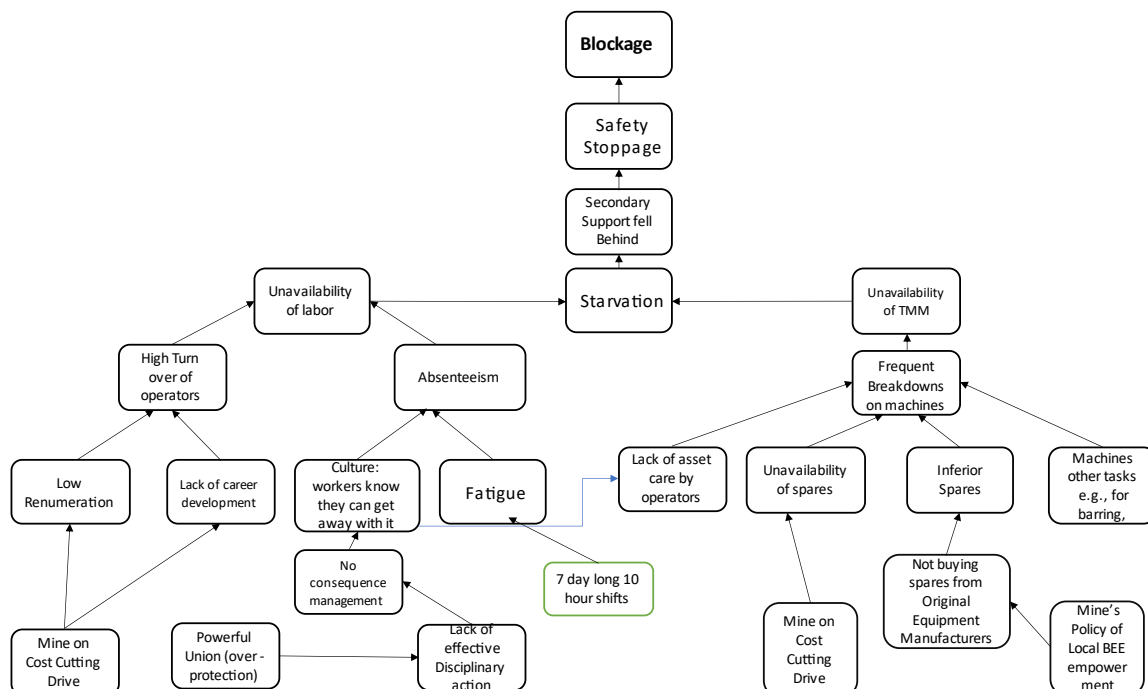 Blockage
Safety
Stoppage
Secondary
Support fell
Behind
Unavailability
of labor
Starvation
Unavailability
of TMM
High Turn
over of
operators
Absenteeism
Frequent
Breakdowns
on machines
Low
Renumeration
Lack of career
development
Culture:
workers know
they can get
away with it
Fatigue
Lack of asset
care by
operators
Unavailability
of spares
Inferior
Spares
Machines
other tasks
e.g., for
barring,
No
consequence
management
7 day long 10
hour shifts
Not buying
spares from
Original
Equipment
Manufacturers
Mine on
Cost Cutting
Drive
Powerful
Union (over -
protection)
Lack of
effective
Disciplinary
action
Mine on
Cost
Cutting
Drive
Mine’s
Policy of
Local BEE
empower
ment